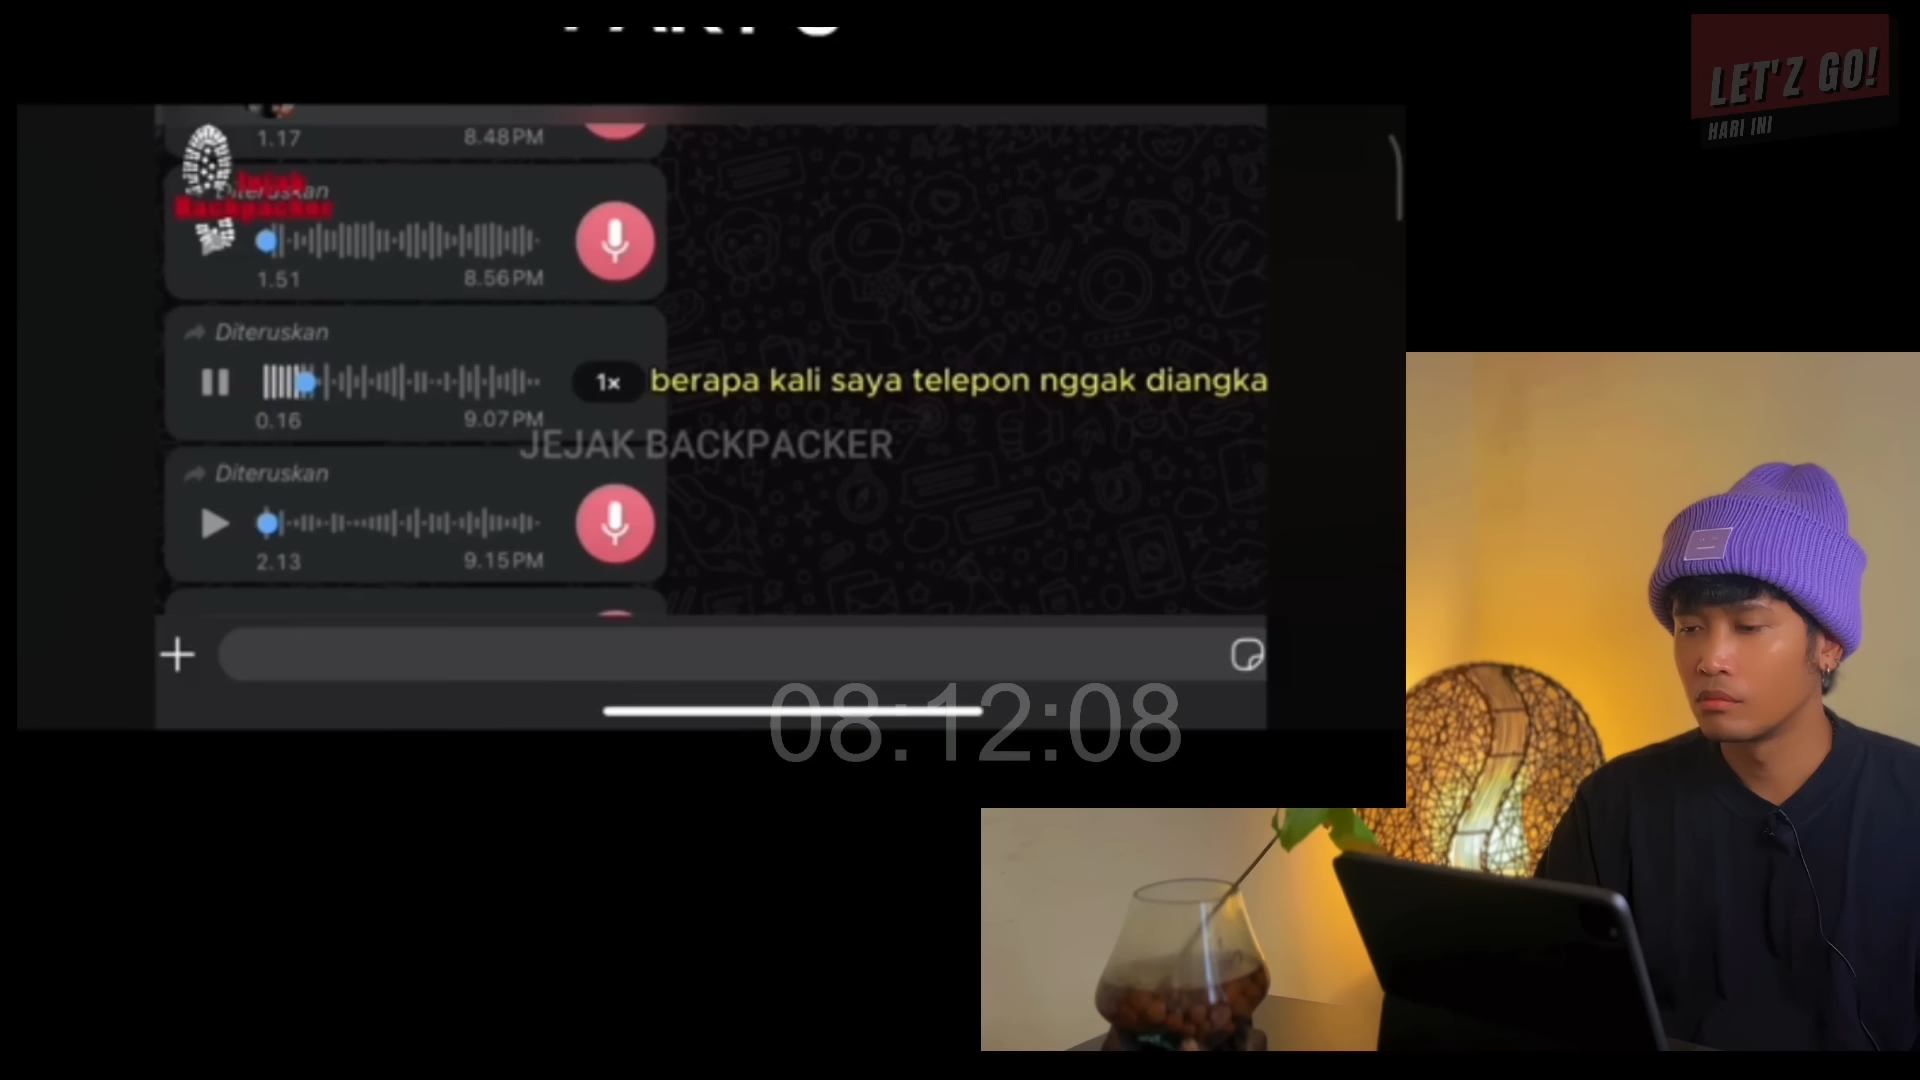 LET'Z GO!
HARI INI
1.17 8.48 PM
Diteruskan
Jejak
Backpacker
1.51 8.56 PM
Diteruskan
1x
berapa kali saya telepon nggak diangka
0.16 9.07 PM
JEJAK BACKPACKER
Diteruskan
2.13 9.15 PM
08:12:08